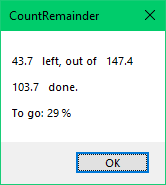 CountRemainder
43.7 left, out of 147.4
103.7 done.
To go: 29 %
OK